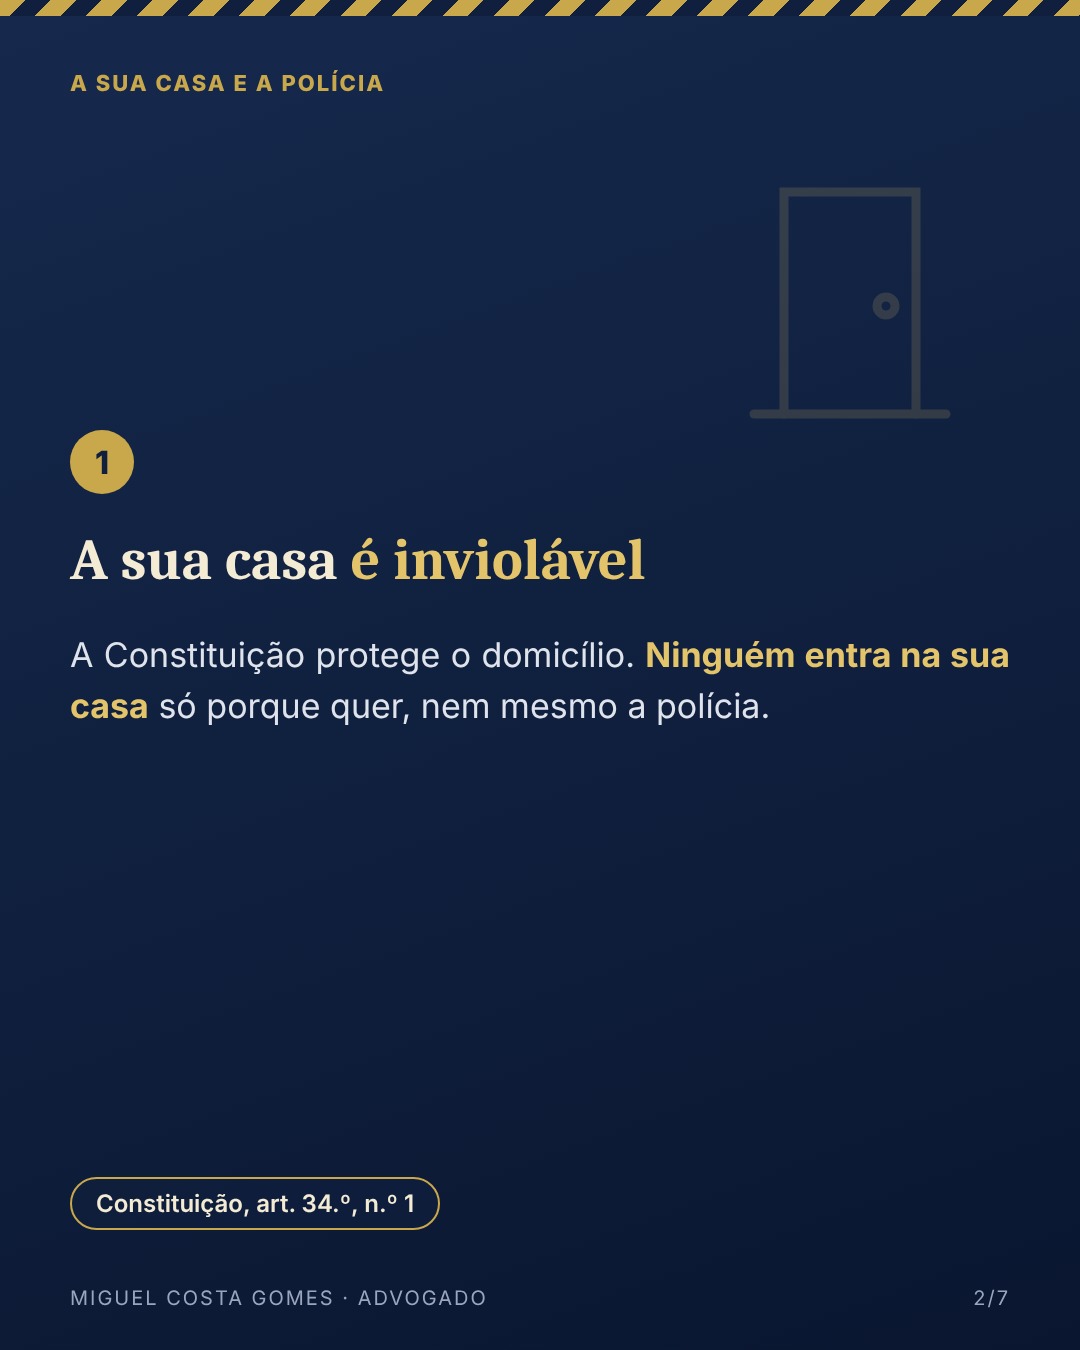 A SUA CASA E A POLÍCIA
1
A sua casa é inviolável
A Constituição protege o domicílio. Ninguém entra na sua
casa só porque quer, nem mesmo a polícia.
Constituição, art. 34.º, n.º 1
MIGUEL COSTA GOMES · ADVOGADO
2/7